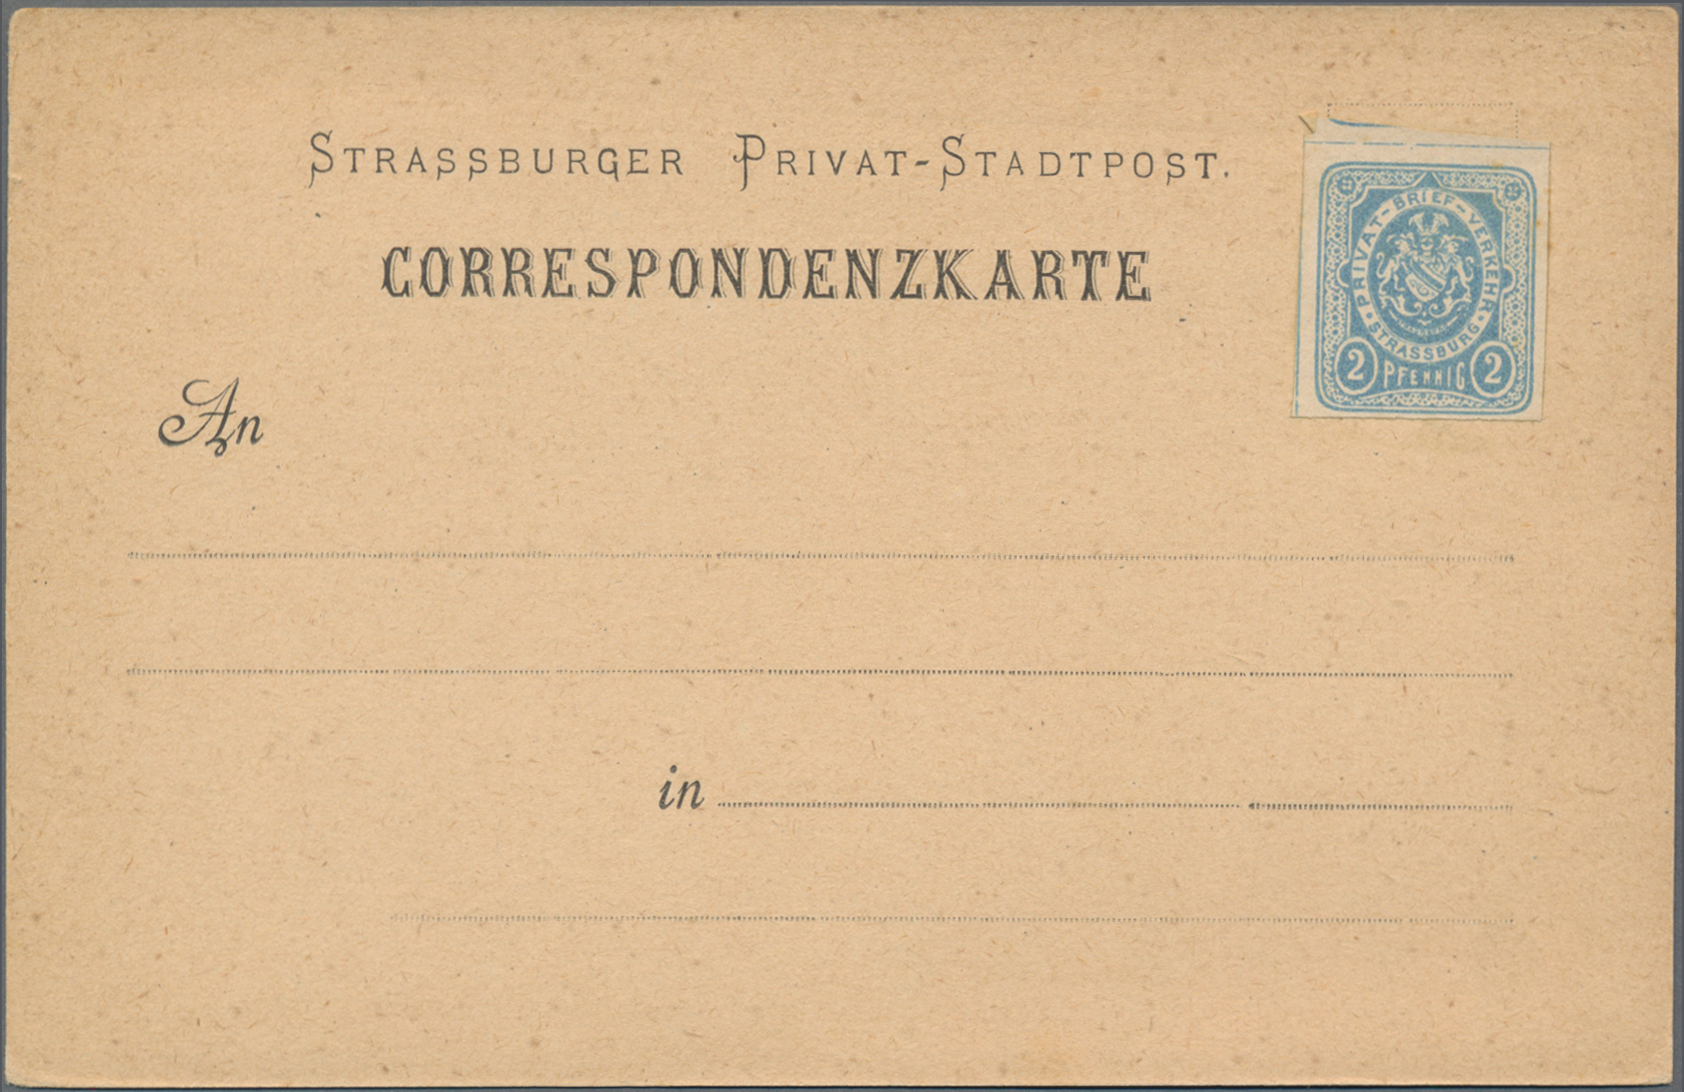 STRASSBURGER PRIVAT-STADTPOST.
CORRESPONDENZKARTE
PRIVAT-BRIEF-VERKEHR
STRASSBURG
2 PFENNIG 2
An
in